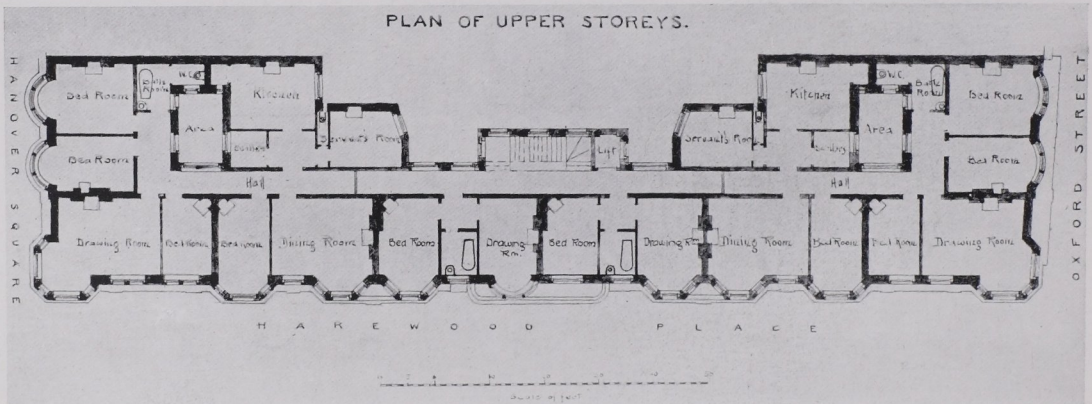 PLAN OF UPPER STOREYS.
HANOVER SQUARE
OXFORD STREET
Bed Room
Bath Room
W.C.
Kitchen
Area
Servant's Room
Lift
Bed Room
Hall
Kitchen
Servant's Room
W.C.
Bath Room
Bed Room
Area
Bed Room
Hall
Drawing Room
Bed Room
Bed Room
Dining Room
Bed Room
Drawing Rm.
Bed Room
Drawing Rm.
Dining Room
Bed Room
Bed Room
Drawing Room
HAREWOOD PLACE
Scale of feet